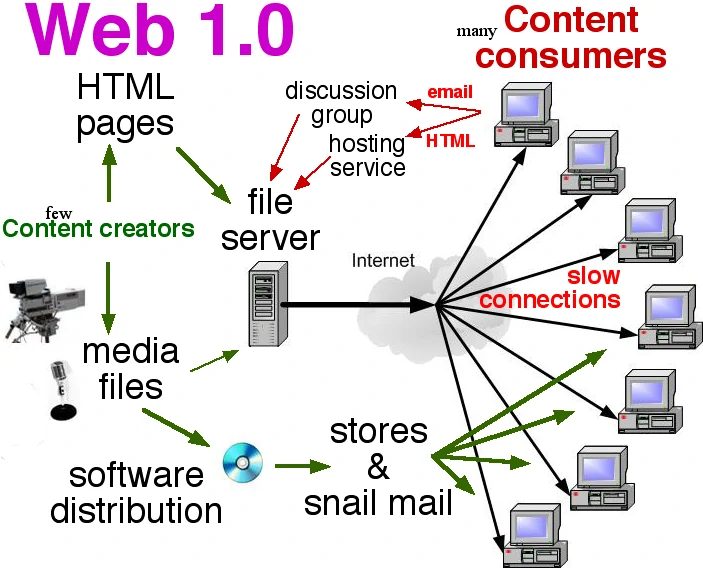 Web 1.0
many Content
consumers
HTML
pages
discussion
group
email
hosting
service
HTML
few
Content creators
file
server
Internet
slow
connections
media
files
stores
&
snail mail
software
distribution